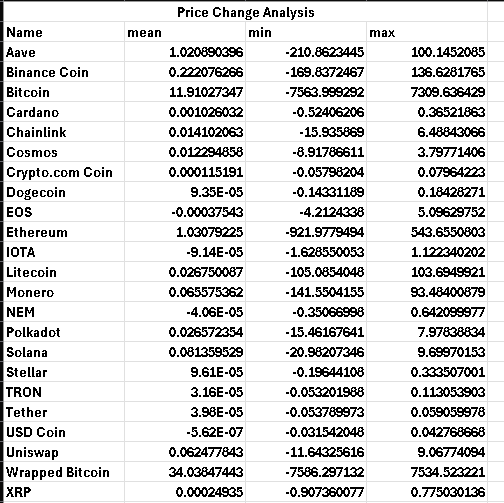 Price Change Analysis
Name mean min max
Aave 1.020890396 -210.8623445 100.1452085
Binance Coin 0.222076266 -169.8372467 136.6281765
Bitcoin 11.91027347 -7563.999292 7309.636429
Cardano 0.001026032 -0.52406206 0.36521863
Chainlink 0.014102063 -15.935869 6.48843066
Cosmos 0.012294858 -8.91786611 3.79771406
Crypto.com Coin 0.000115191 -0.05798204 0.07964223
Dogecoin 9.35E-05 -0.14331189 0.18428271
EOS -0.00037543 -4.2124338 5.09629752
Ethereum 1.03079225 -921.9779494 543.6550803
IOTA -9.14E-05 -1.628550053 1.122340202
Litecoin 0.026750087 -105.0854048 103.6949921
Monero 0.065575362 -141.5504155 93.48400879
NEM -4.06E-05 -0.35066998 0.642099977
Polkadot 0.026572354 -15.46167641 7.97838834
Solana 0.081359529 -20.98207346 9.69970153
Stellar 9.61E-05 -0.19644108 0.333507001
TRON 3.16E-05 -0.053201988 0.113053903
Tether 3.98E-05 -0.053789973 0.059059978
USD Coin -5.62E-07 -0.031542048 0.042768668
Uniswap 0.062477843 -11.64325616 9.06774094
Wrapped Bitcoin 34.03847443 -7586.297132 7534.523221
XRP 0.00024935 -0.907360077 0.775030136